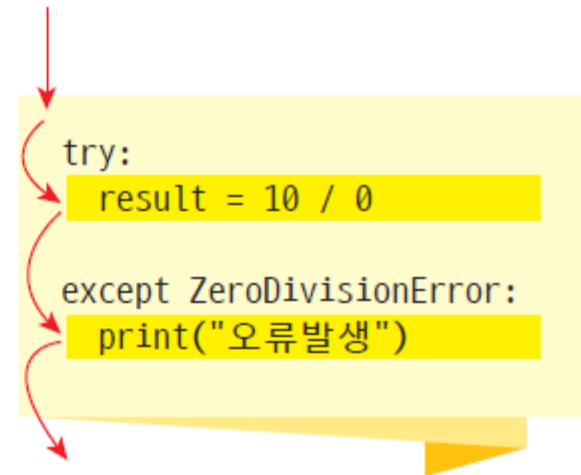 try:
result = 10 / 0
except ZeroDivisionError:
print("오류발생")